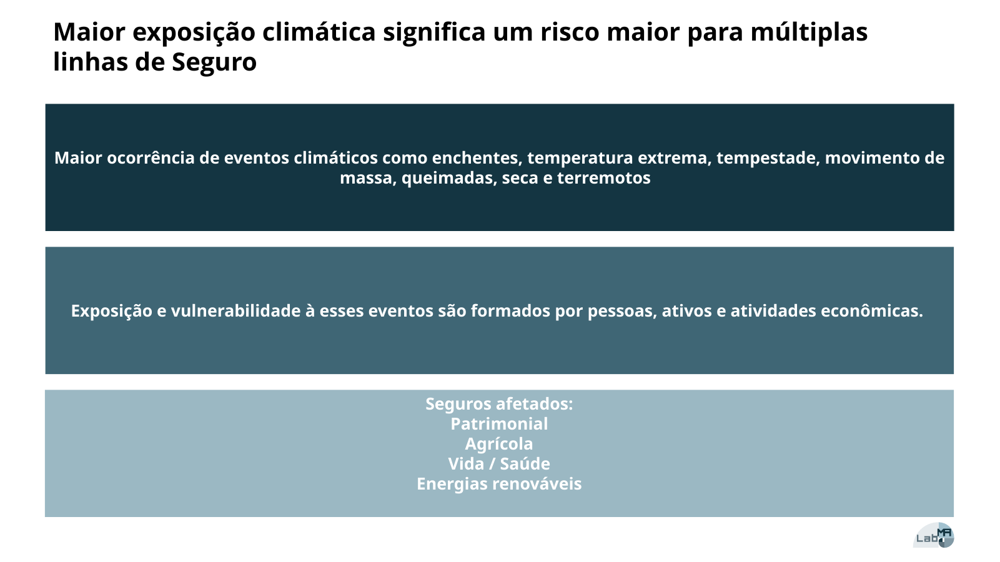 Maior exposição climática significa um risco maior para múltiplas
linhas de Seguro
Maior ocorrência de eventos climáticos como enchentes, temperatura extrema, tempestade, movimento de
massa, queimadas, seca e terremotos
Exposição e vulnerabilidade à esses eventos são formados por pessoas, ativos e atividades econômicas.
Seguros afetados:
Patrimonial
Agrícola
Vida / Saúde
Energias renováveis
LabMA